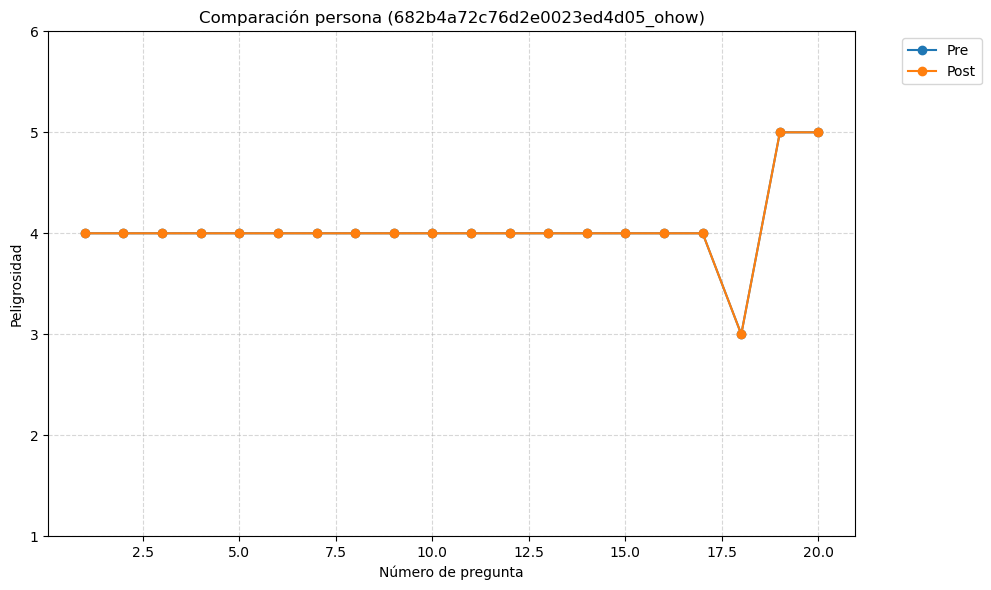 Comparación persona (682b4a72c76d2e0023ed4d05_ohow)
Pre
Post
6
5
4
3
2
1
Peligrosidad
2.5 5.0 7.5 10.0 12.5 15.0 17.5 20.0
Número de pregunta